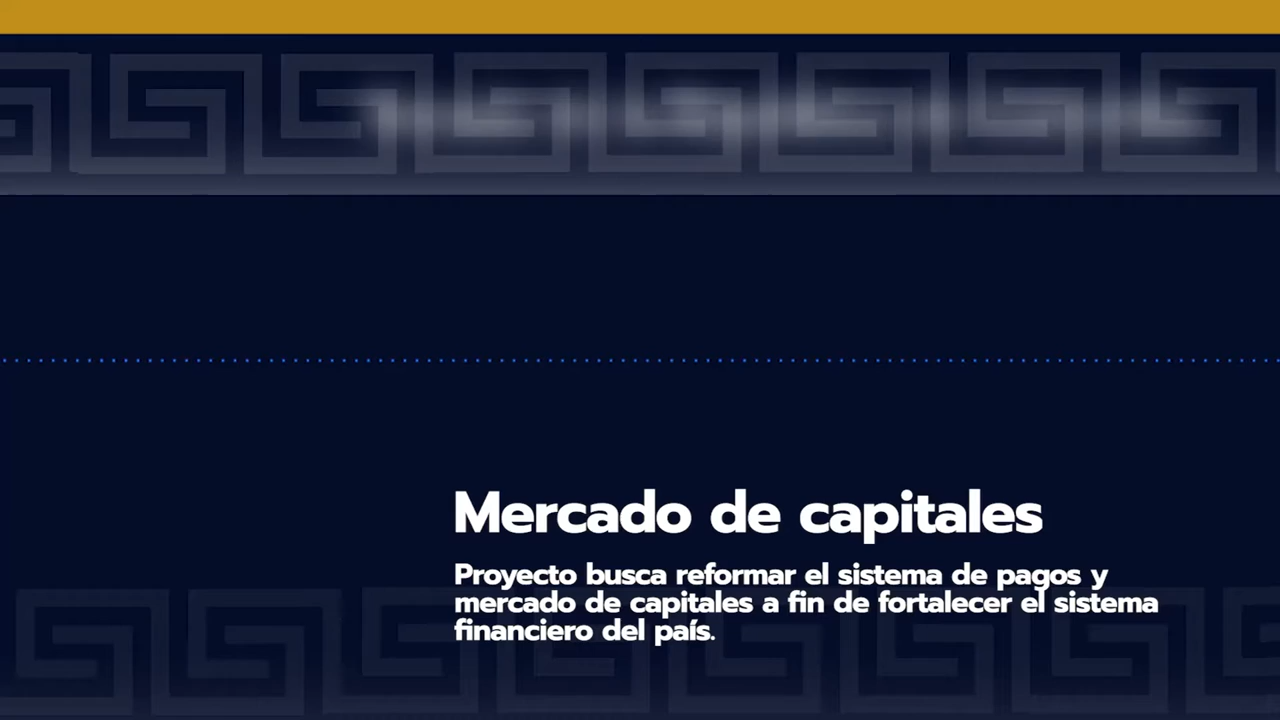 Mercado de capitales
Proyecto busca reformar el sistema de pagos y
mercado de capitales a fin de fortalecer el sistema
financiero del país.